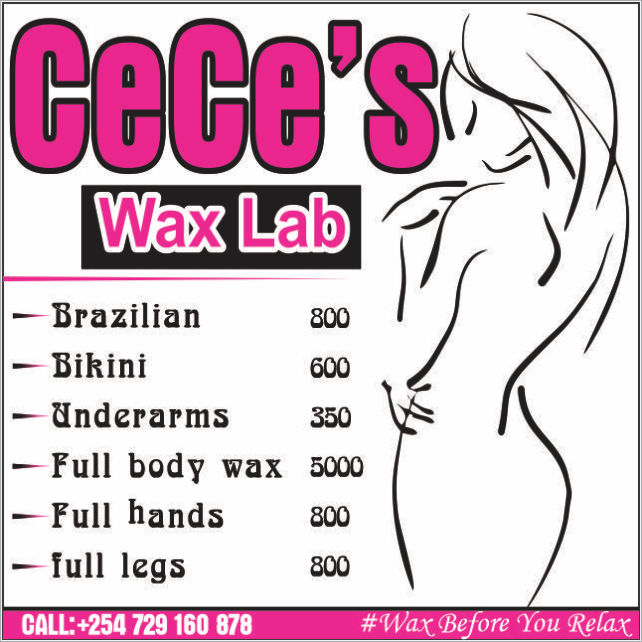 CeCe's
Wax Lab
Brazilian 800
Bikini 600
Underarms 350
Full body wax 5000
Full hands 800
full legs 800
CALL:+254 729 160 878 #Wax Before You Relax